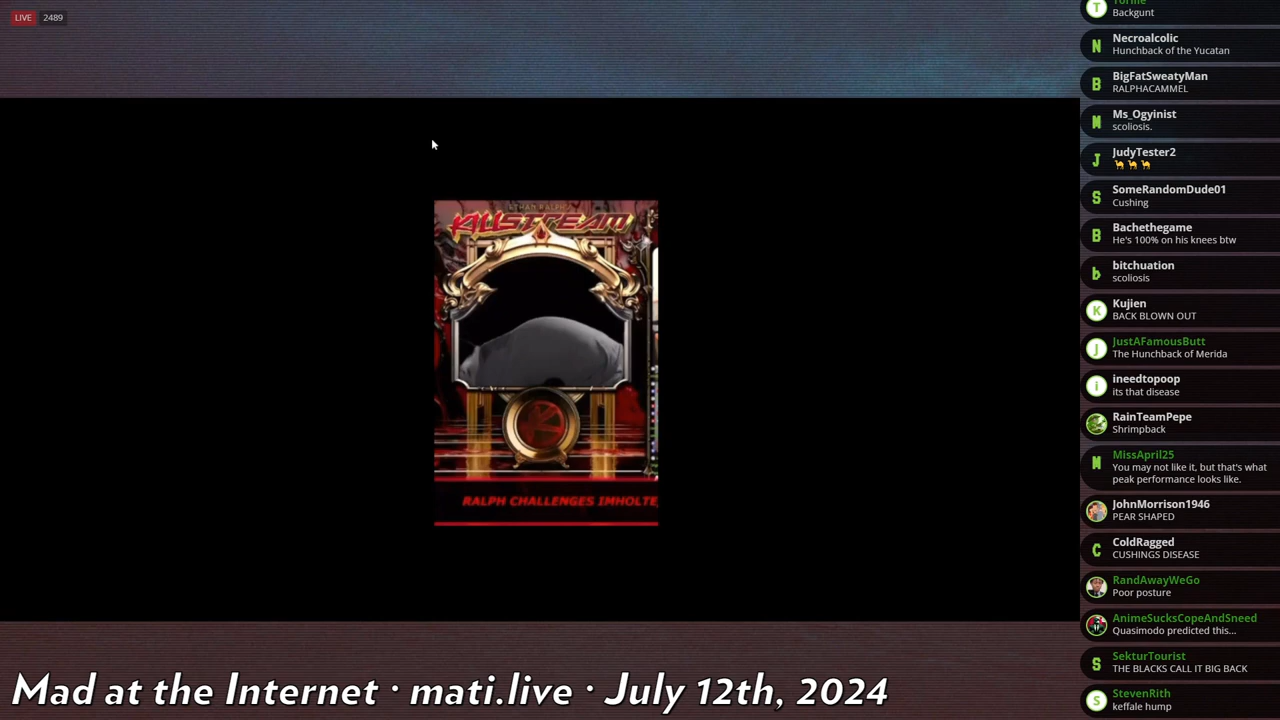 LIVE 2489
ETHAN RALPH'S
KILLSTREAM
RALPH CHALLENGES IMHOLTE
Torme
Backgunt
N
Necroalcolic
Hunchback of the Yucatan
B
BigFatSweatyMan
RALPHACAMMEL
M
Ms_Ogyinist
scoliosis.
J
JudyTester2
S
SomeRandomDude01
Cushing
B
Bachethegame
He's 100% on his knees btw
b
bitchuation
scoliosis
K
Kujien
BACK BLOWN OUT
J
JustAFamousButt
The Hunchback of Merida
i
ineedtopoop
its that disease
RainTeamPepe
Shrimpback
M
MissApril25
You may not like it, but that's what
peak performance looks like.
JohnMorrison1946
PEAR SHAPED
C
ColdRagged
CUSHINGS DISEASE
RandAwayWeGo
Poor posture
AnimeSucksCopeAndSneed
Quasimodo predicted this...
S
SekturTourist
THE BLACKS CALL IT BIG BACK
S
StevenRith
keffale hump
Mad at the Internet · mati.live · July 12th, 2024